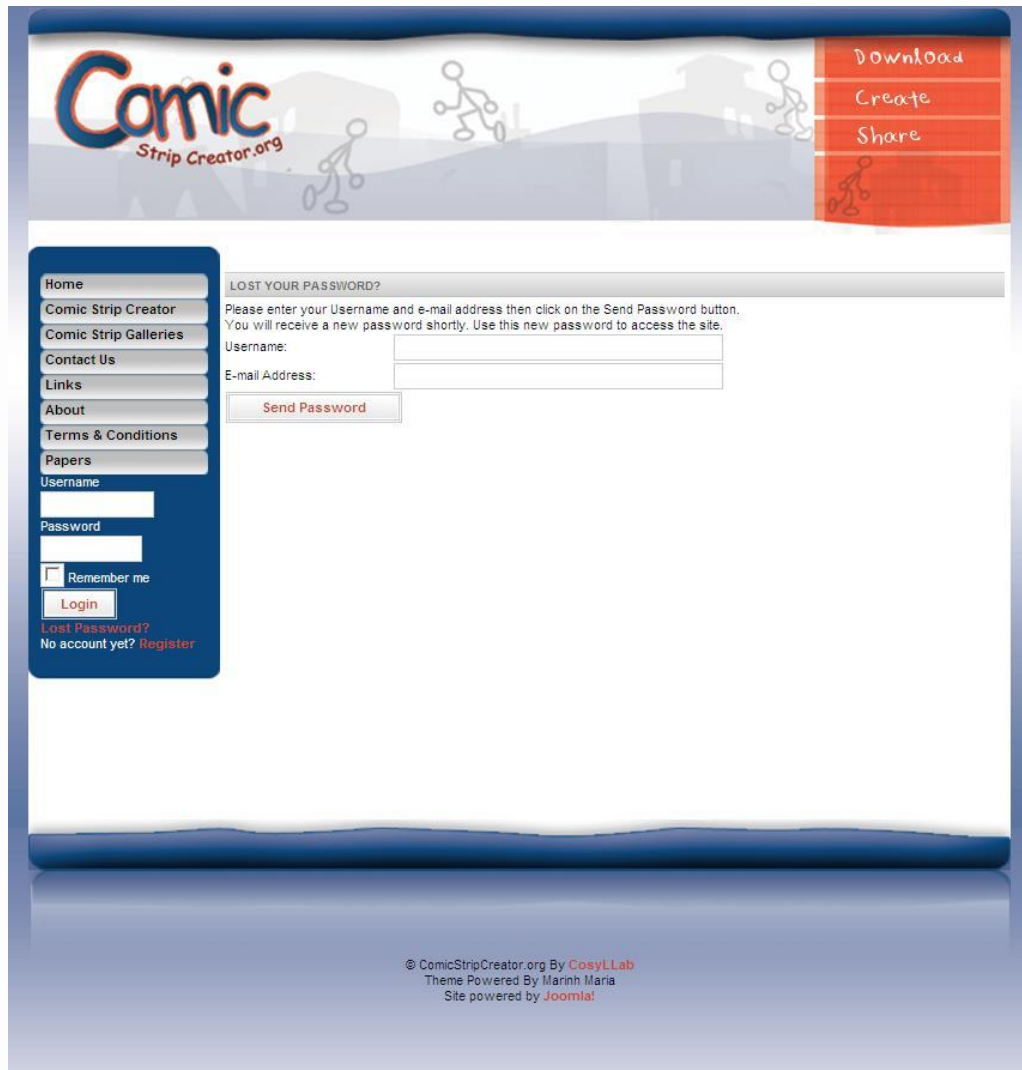 Comic
Strip Creator.org
Download
Create
Share
Home
Comic Strip Creator
Comic Strip Galleries
Contact Us
Links
About
Terms & Conditions
Papers
Username
Password
Remember me
Login
Lost Password?
No account yet? Register
LOST YOUR PASSWORD?
Please enter your Username and e-mail address then click on the Send Password button.
You will receive a new password shortly. Use this new password to access the site.
Username:
E-mail Address:
Send Password
© ComicStripCreator.org By CosyLLab
Theme Powered By Marinh Maria
Site powered by Joomla!